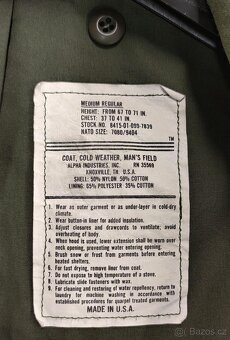 MEDIUM REGULAR
HEIGHT: FROM 67 TO 71 IN.
CHEST: 37 TO 41 IN.
STOCK NO. 8415-01-099-7839
NATO SIZE: 7080/9404
TM
COAT, COLD WEATHER, MAN'S FIELD
ALPHA INDUSTRIES, INC. RN 35660
KNOXVILLE, TN. U.S.A.
SHELL: 50% NYLON 50% COTTON
LINING: 65% POLYESTER 35% COTTON
1. Wear as outer garment or as under-layer in cold-dry
climate.
2. Wear button-in liner for added insulation.
3. Adjust closures and drawcords to ventilate: avoid
overheating of body.
4. When hood is used, lower extension shall be worn over
neck opening, preventing water entering opening.
5. Brush snow or frost from garments before entering
heated shelters.
6. For fast drying, remove liner from coat.
7. Do not expose to high temperature of a stove.
8. Lubricate slide fasteners with wax.
9. For cleaning and restoring of water repellency, return to
laundry for machine washing in accordance with
established procedures for quarpel treated garments.
MADE IN U.S.A.
Bazos.cz